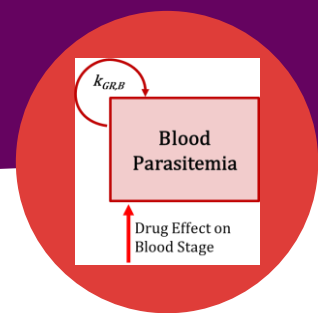 k_GR,B
Blood
Parasitemia
Drug Effect on
Blood Stage